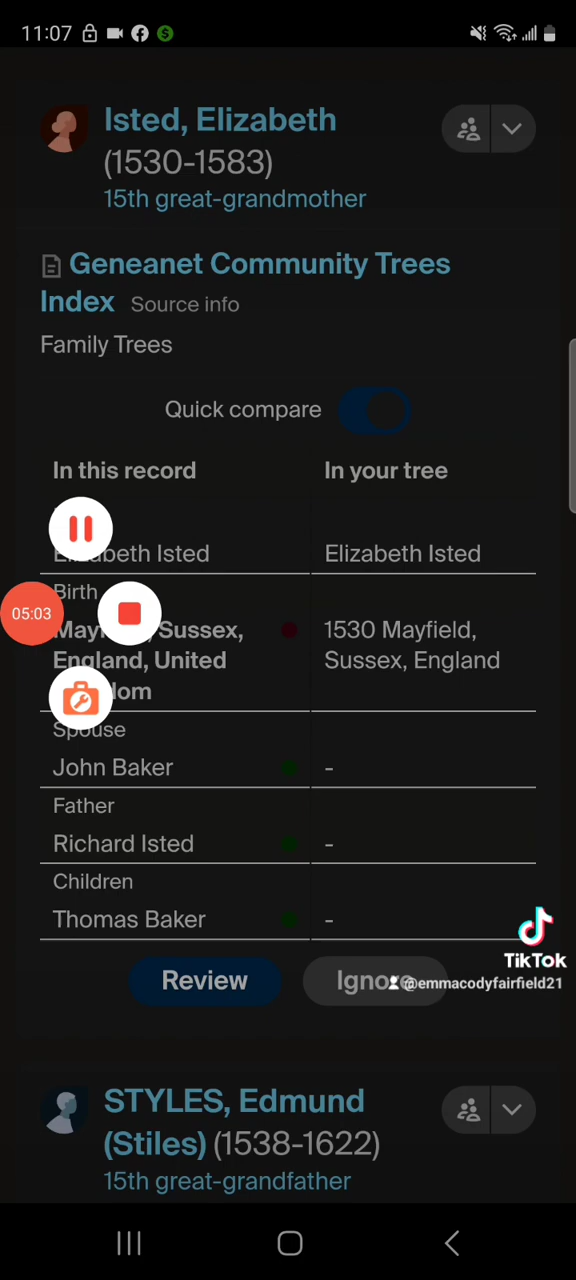 11:07
Isted, Elizabeth
(1530-1583)
15th great-grandmother
Geneanet Community Trees
Index Source info
Family Trees
Quick compare
In this record In your tree
Elizabeth Isted Elizabeth Isted
Birth
05:03
Sussex, 1530 Mayfield,
England, United Sussex, England
Spouse
John Baker -
Father
Richard Isted -
Children
Thomas Baker -
TikTok
Review Ignore
@emmacodyfairfield21
STYLES, Edmund
(Stiles) (1538-1622)
15th great-grandfather